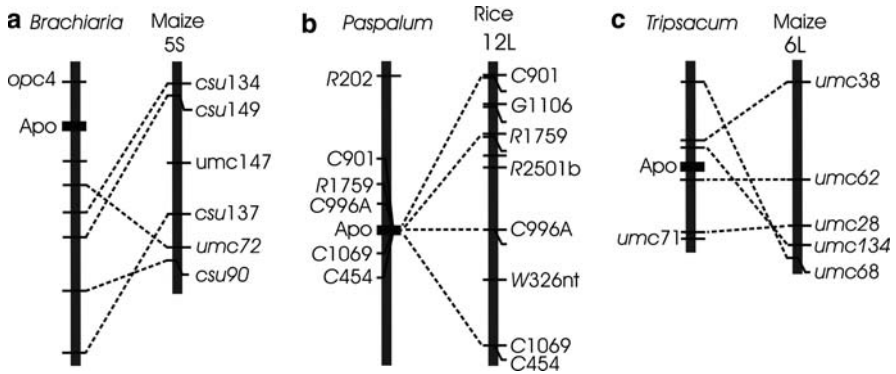 a Brachiaria Maize 5S
opc4
Apo
csu134
csu149
umc147
csu137
umc72
csu90
b Paspalum Rice 12L
R202
C901
R1759
C996A
Apo
C1069
C454
C901
G1106
R1759
R2501b
C996A
W326nt
C1069
C454
c Tripsacum Maize 6L
Apo
umc71
umc38
umc62
umc28
umc134
umc68